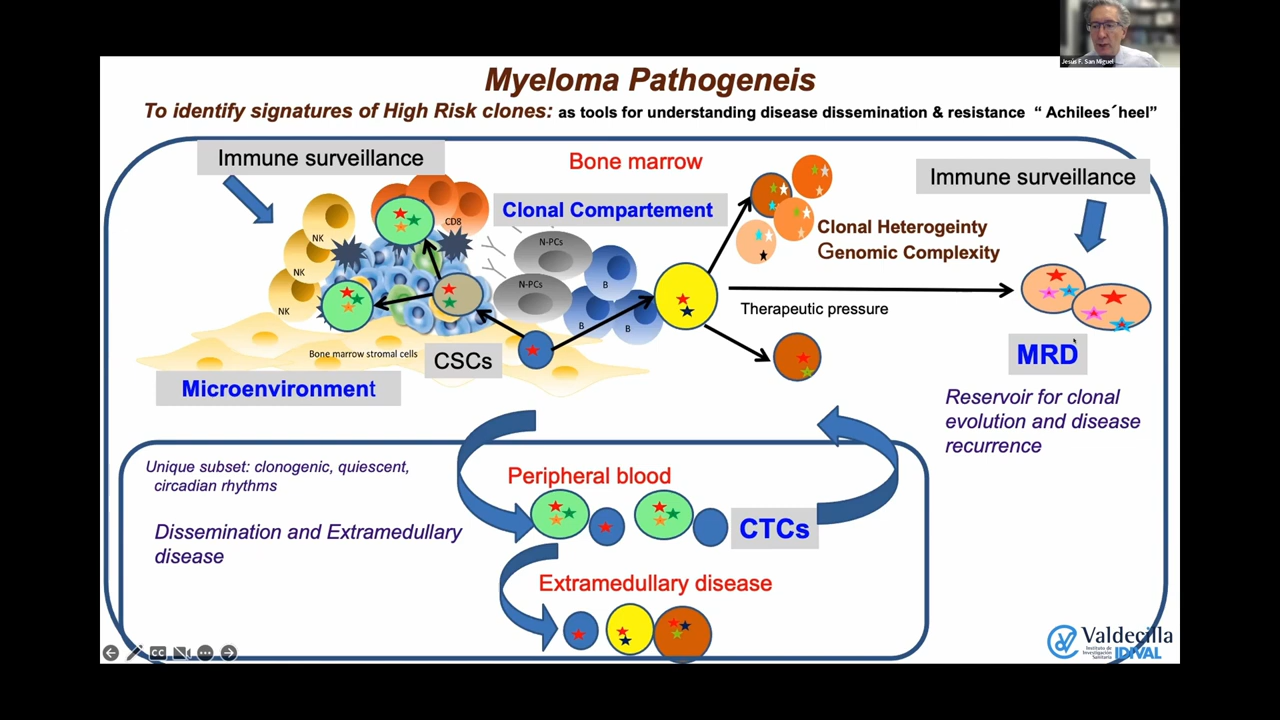 Jesús F. San Miguel
Myeloma Pathogeneis
To identify signatures of High Risk clones: as tools for understanding disease dissemination & resistance “ Achilees´heel”
Immune surveillance
Bone marrow
Immune surveillance
Clonal Compartement
CD8
NK
NK
NK
N-PCs
N-PCs
B
B
B
Clonal Heterogeinty
Genomic Complexity
Therapeutic pressure
Bone marrow stromal cells
CSCs
MRD
Microenvironment
Reservoir for clonal
evolution and disease
recurrence
Unique subset: clonogenic, quiescent,
circadian rhythms
Peripheral blood
Dissemination and Extramedullary
disease
CTCs
Extramedullary disease
CC
Valdecilla
Instituto de
Investigación
Sanitaria
IDIVAL